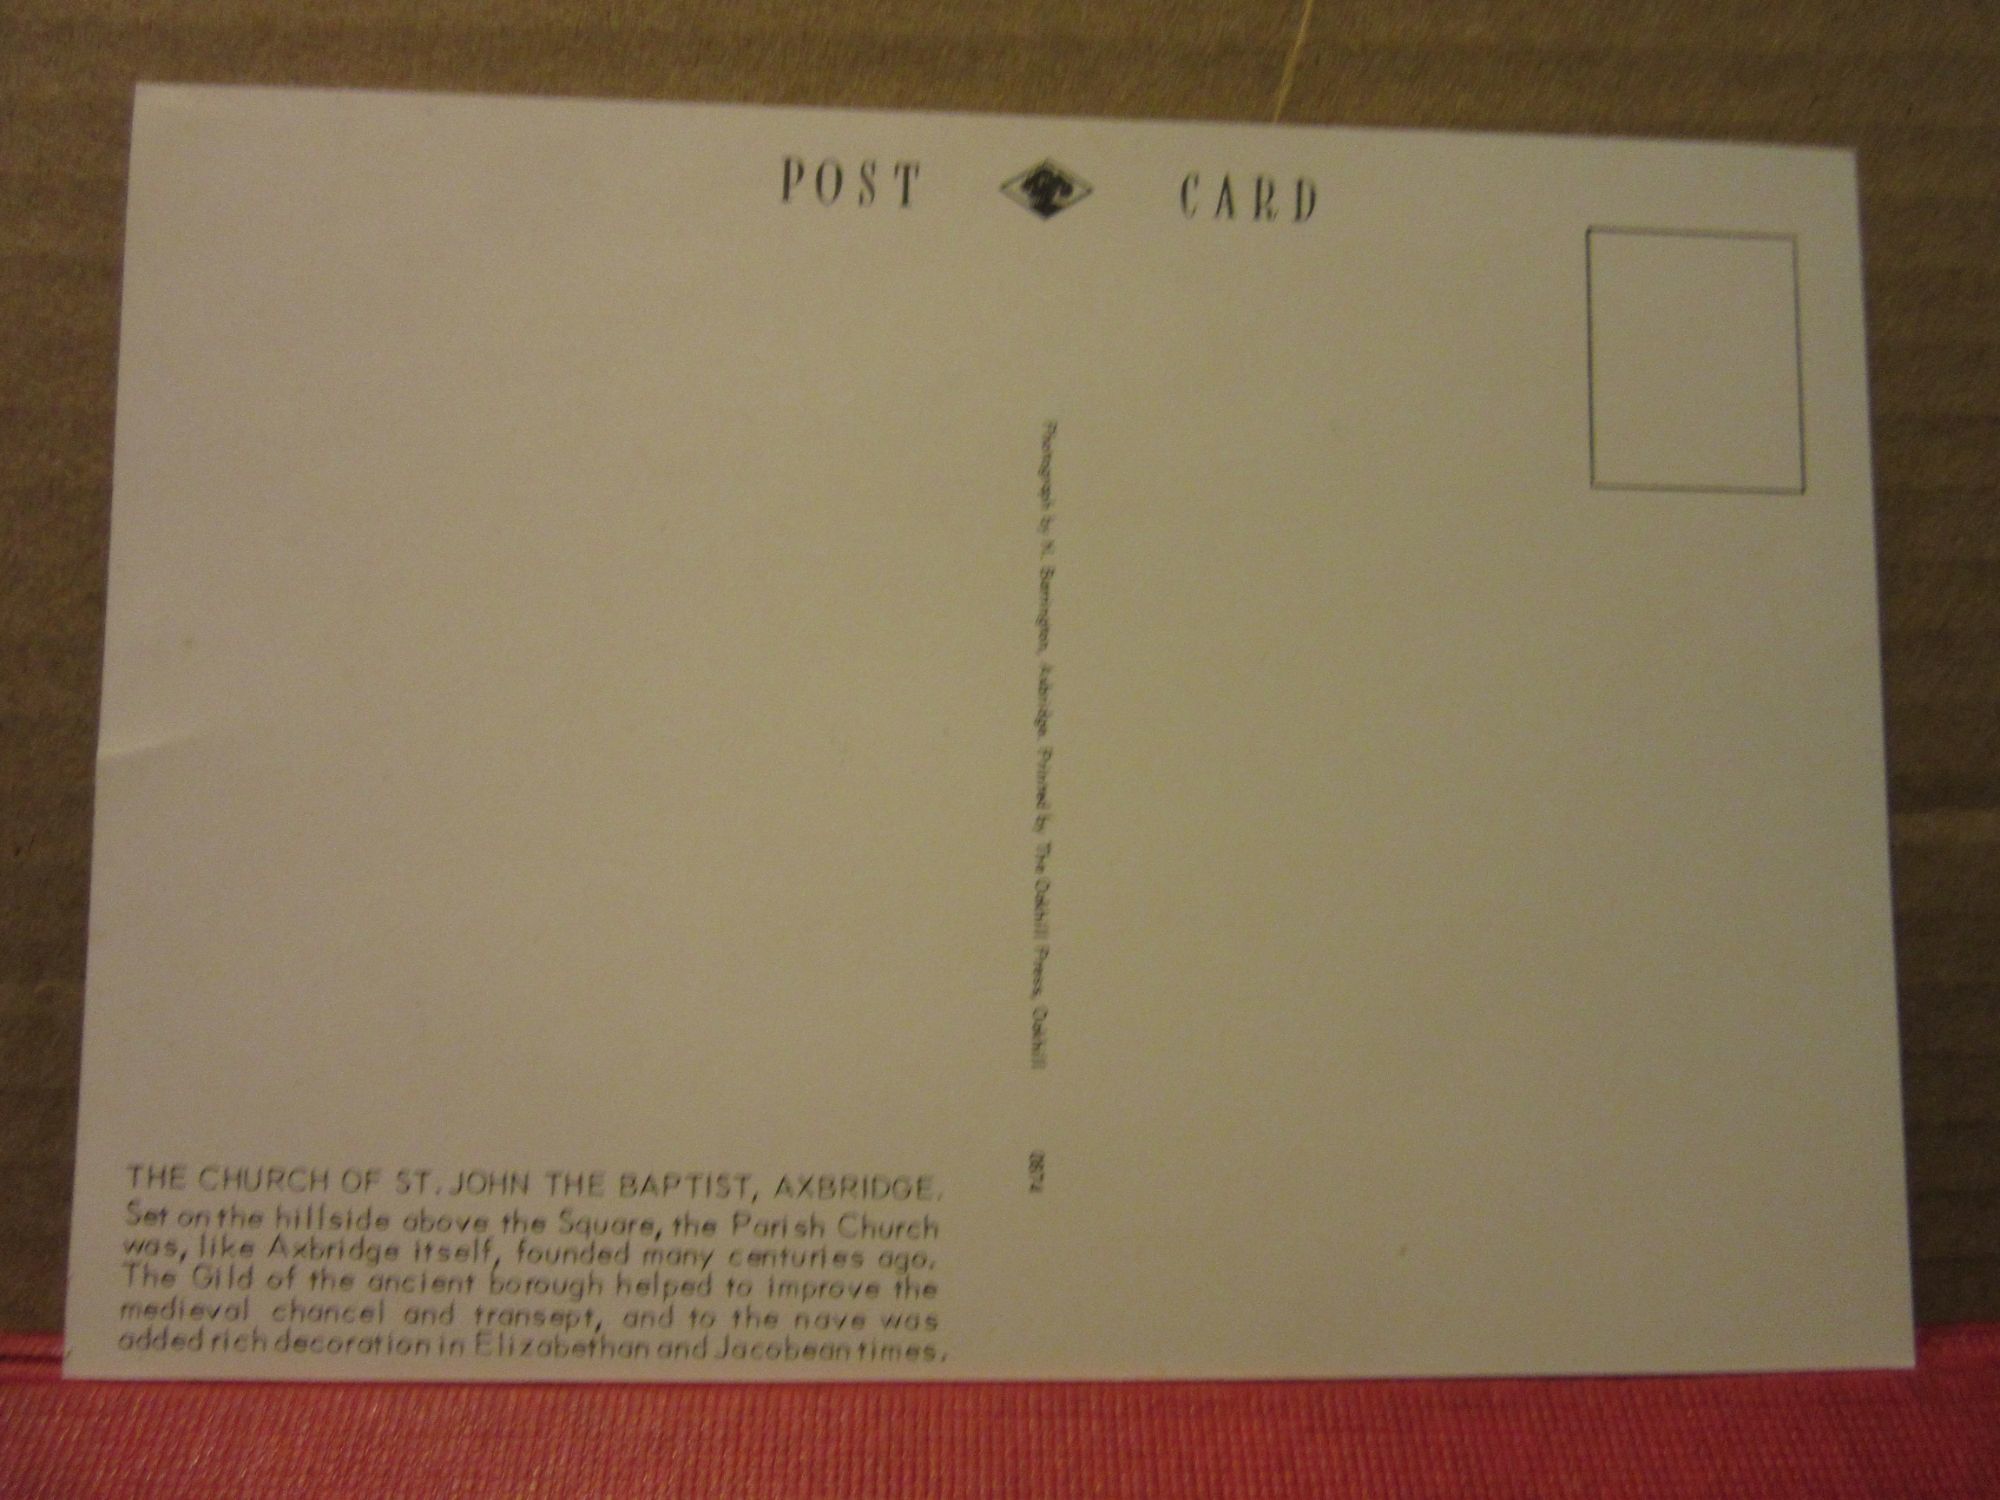 POST CARD
Photograph by N. Barrington, Axbridge. Printed by The Oakhill Press, Oakhill
0874
THE CHURCH OF ST. JOHN THE BAPTIST, AXBRIDGE.
Set on the hillside above the Square, the Parish Church
was, like Axbridge itself, founded many centuries ago.
The Gild of the ancient borough helped to improve the
medieval chancel and transept, and to the nave was
added rich decoration in Elizabethan and Jacobean times.